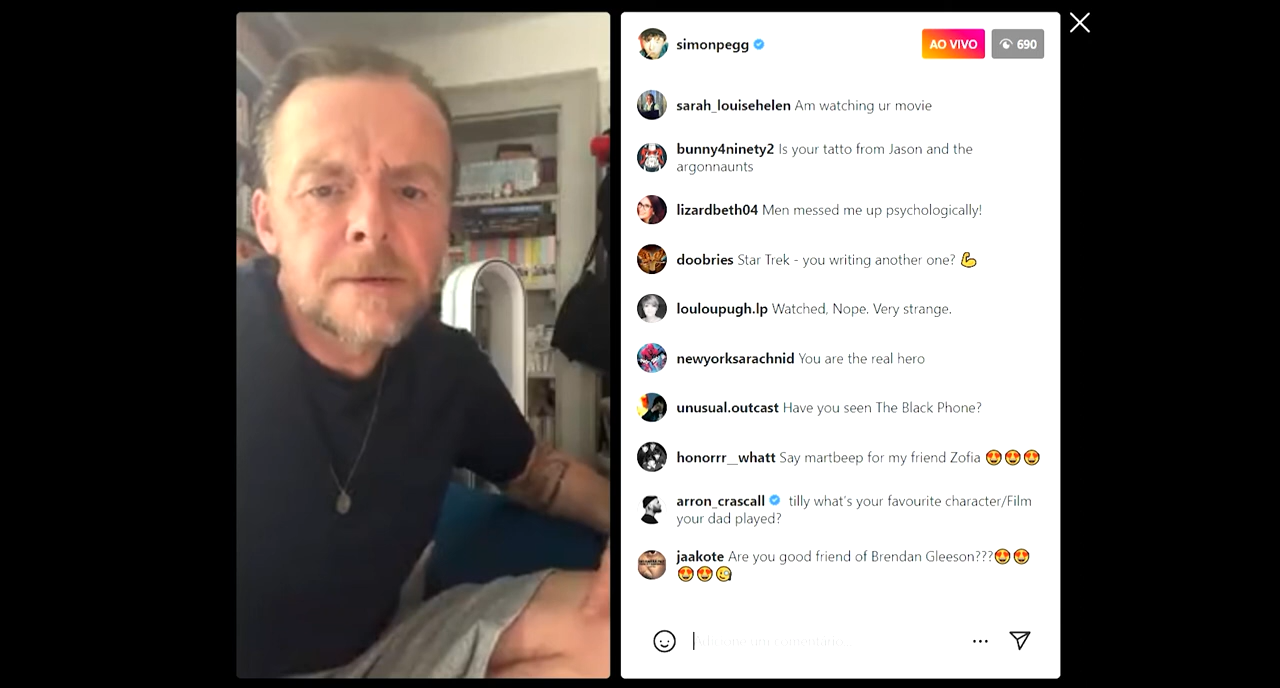 simonpegg
AO VIVO
690
sarah_louisehelen Am watching ur movie
bunny4ninety2 Is your tatto from Jason and the
argonnaunts
lizardbeth04 Men messed me up psychologically!
doobries Star Trek - you writing another one? 💪
louloupugh.lp Watched, Nope. Very strange.
newyorksarachnid You are the real hero
unusual.outcast Have you seen The Black Phone?
honorrr__whatt Say martbeep for my friend Zofia 😍😍😍
arron_crascall tilly what's your favourite character/Film
your dad played?
jaakote Are you good friend of Brendan Gleeson???😍😍
😍😍🧐
Adicione um comentário...